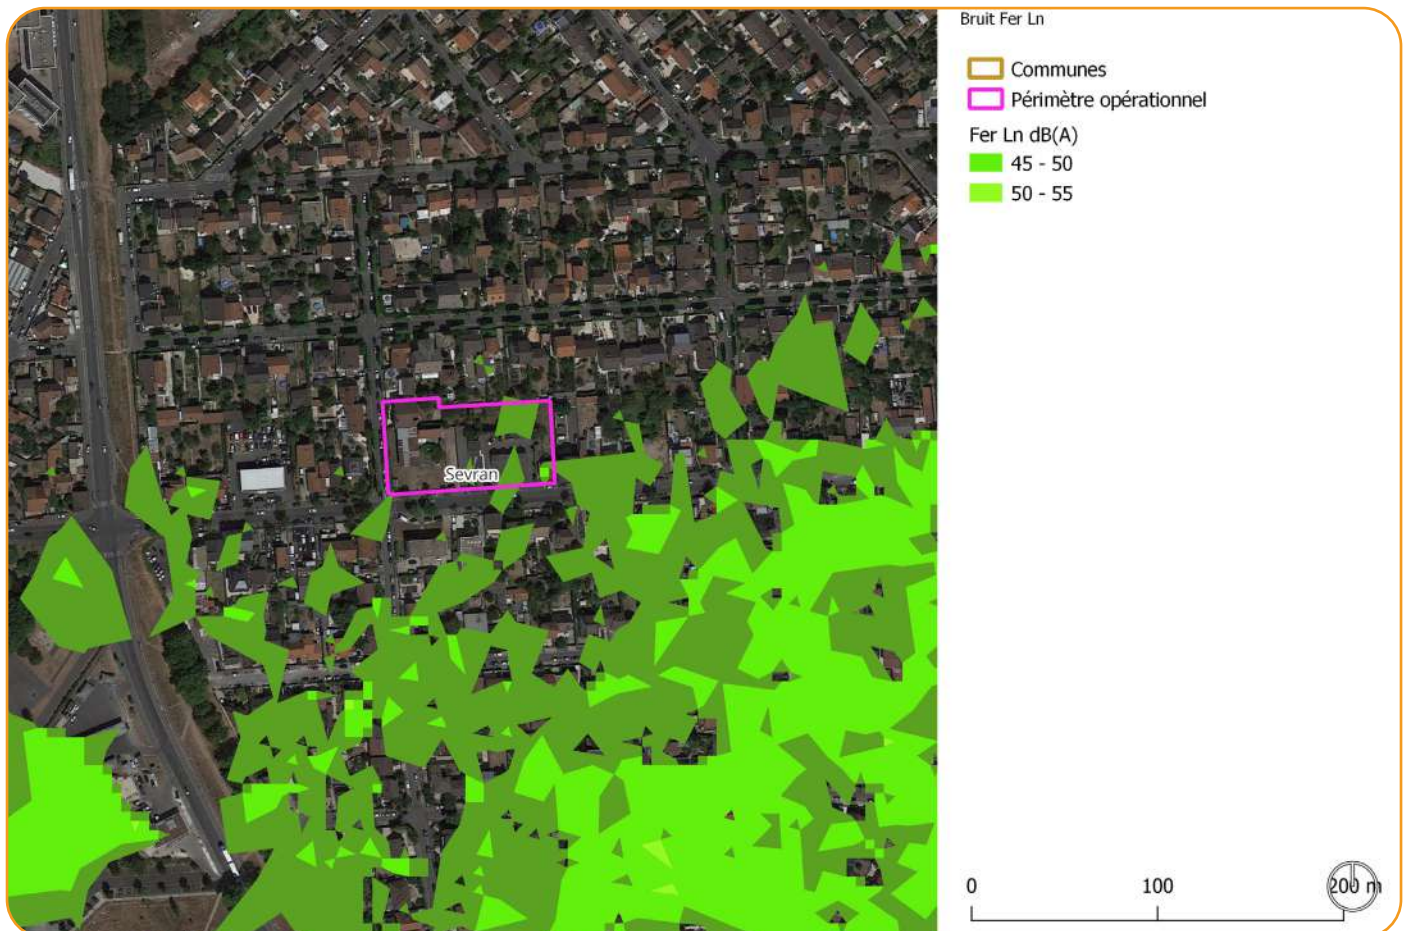 Bruit Fer Ln
Communes
Périmètre opérationnel
Fer Ln dB(A)
45 - 50
50 - 55
Sevran
0 100 200 m